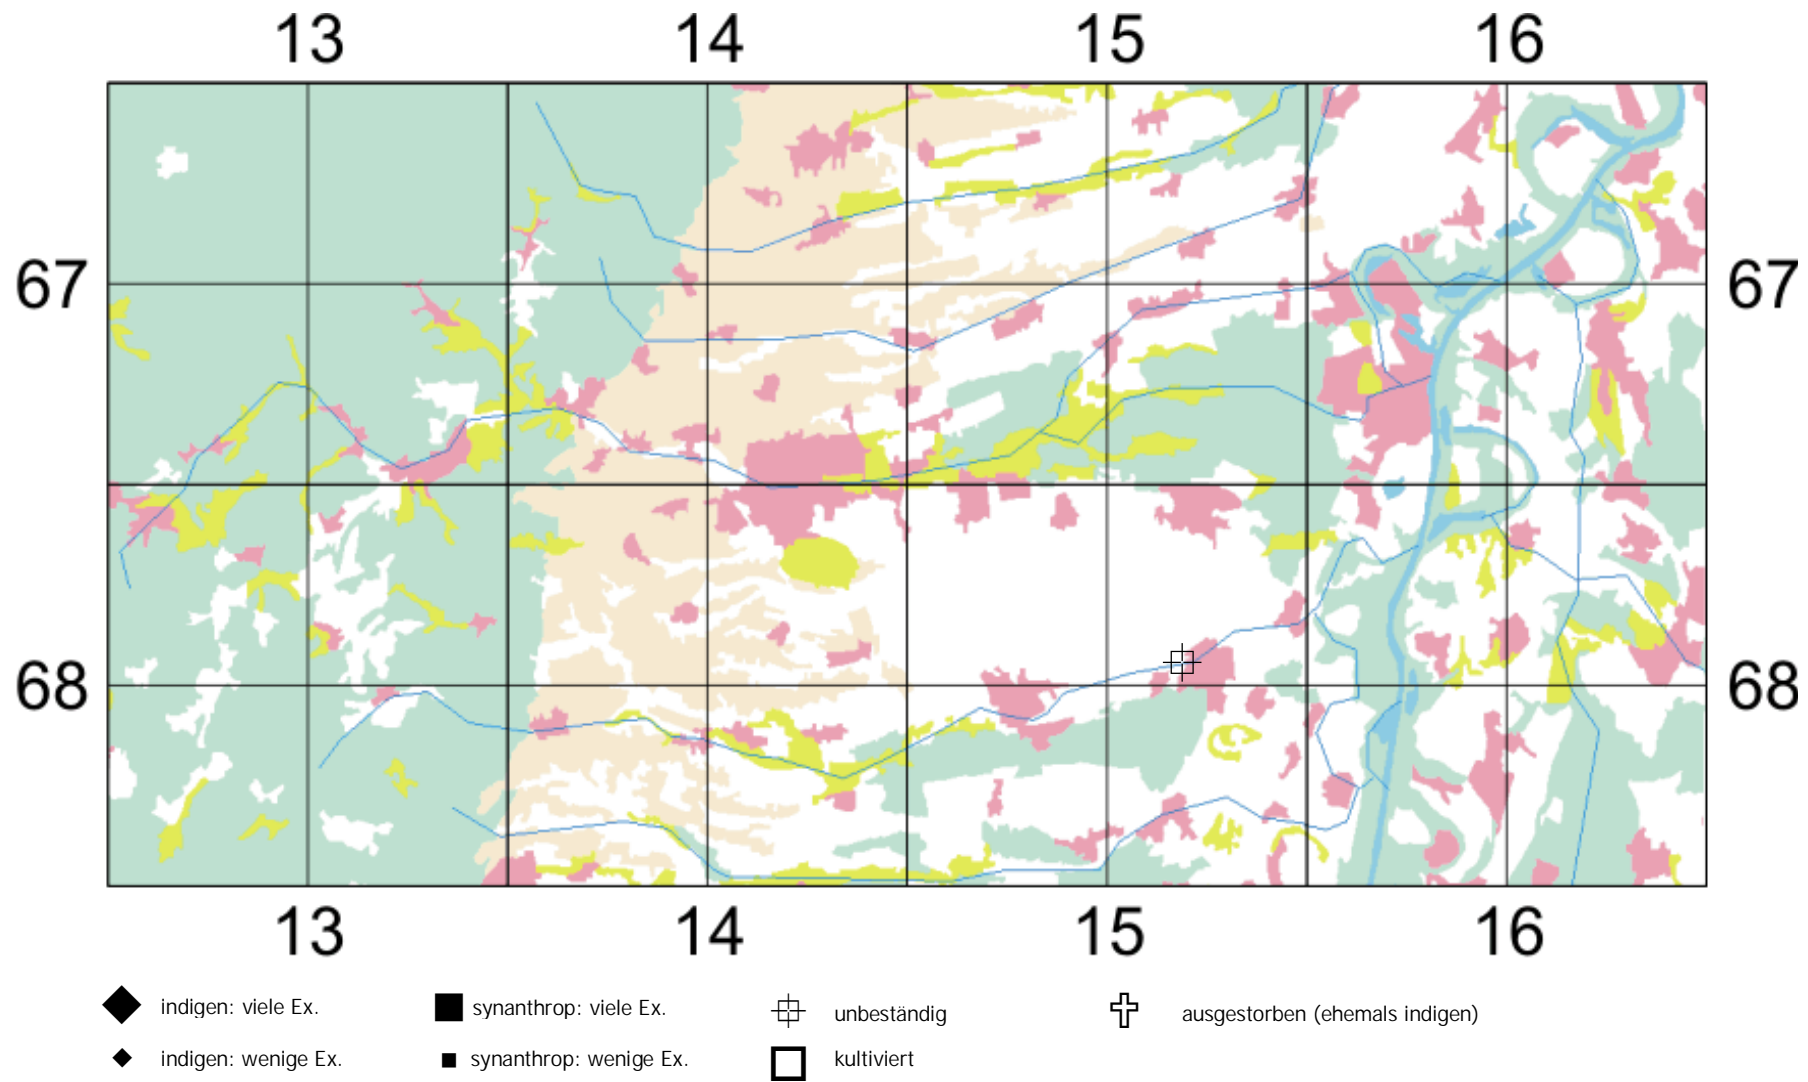 13 14 15 16
67 67
68 68
13 14 15 16
indigen: viele Ex. synanthrop: viele Ex. unbeständig ausgestorben (ehemals indigen)
indigen: wenige Ex. synanthrop: wenige Ex. kultiviert